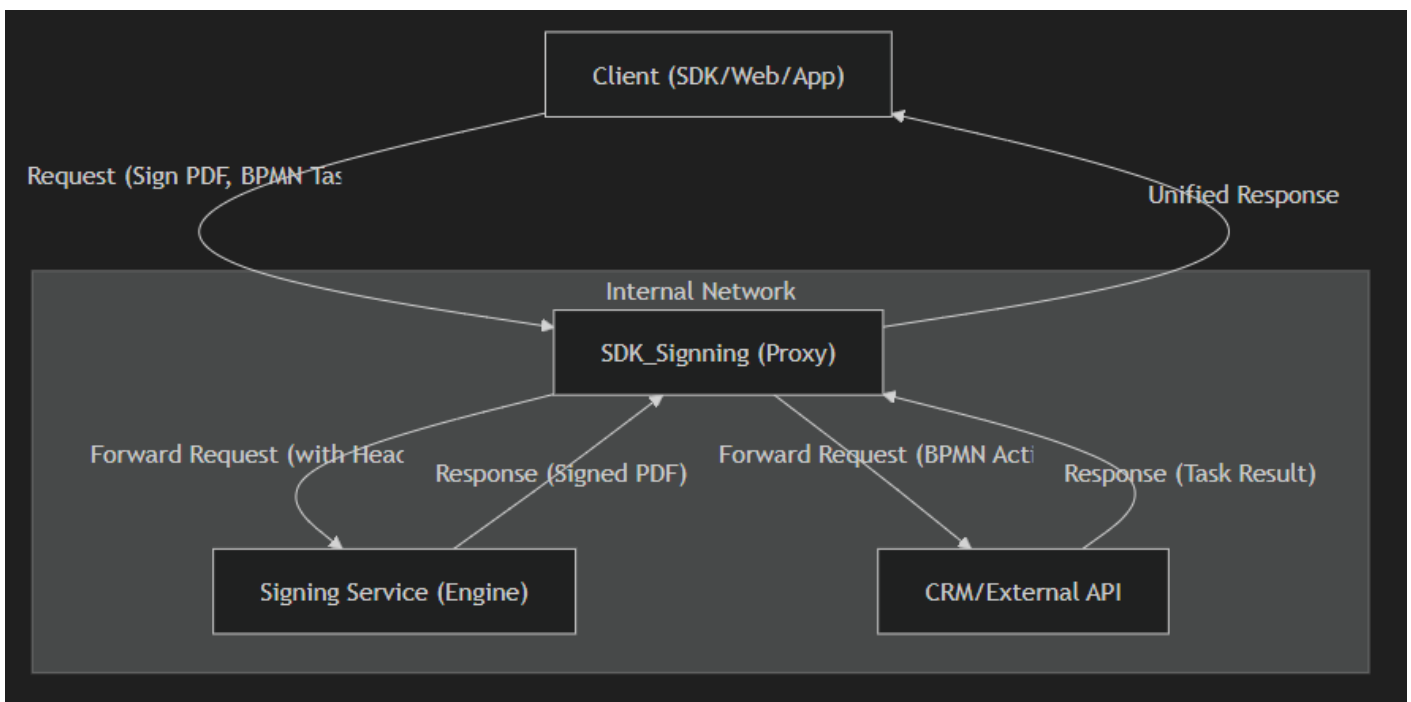 Client (SDK/Web/App)
Request (Sign PDF, BPMN Tas
Unified Response
Internal Network
SDK_Signning (Proxy)
Forward Request (with Head
Response (Signed PDF)
Forward Request (BPMN Acti
Response (Task Result)
Signing Service (Engine)
CRM/External API